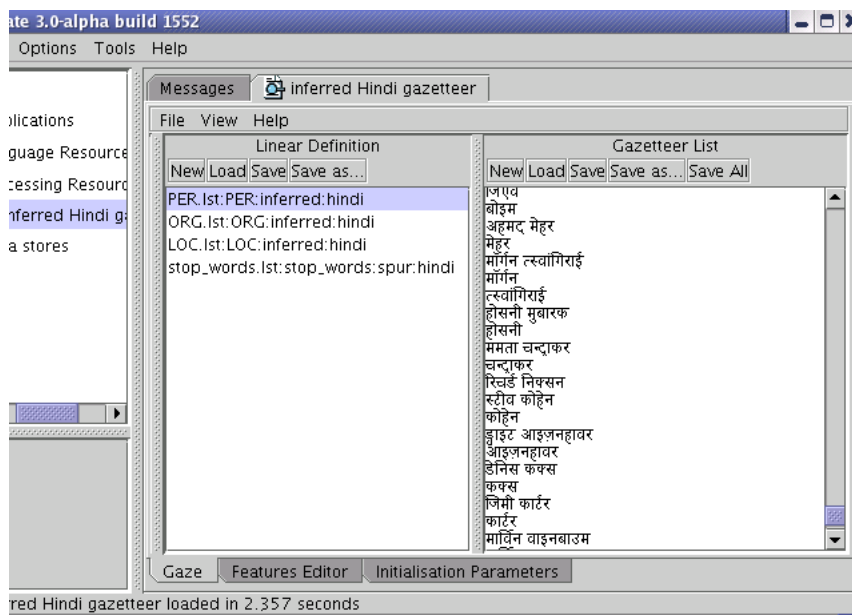 ate 3.0-alpha build 1552
Options Tools Help
Messages
inferred Hindi gazetteer
plications
guage Resource
cessing Resourc
nferred Hindi ga
a stores
File View Help
Linear Definition
New Load Save Save as...
PER.lst:PER:inferred:hindi
ORG.lst:ORG:inferred:hindi
LOC.lst:LOC:inferred:hindi
stop_words.lst:stop_words:spur:hindi
Gazetteer List
New Load Save Save as... Save All
बोइम
अहमद मेहर
मेहर
मॉर्गन त्स्वांगिराई
मॉर्गन
त्स्वांगिराई
होसनी मुबारक
होसनी
ममता चन्द्राकर
चन्द्राकर
रिचर्ड निक्सन
स्टीव कोहेन
कोहेन
ड्वाइट आइज़नहावर
आइज़नहावर
डेनिस कक्स
कक्स
जिमी कार्टर
कार्टर
मार्विन वाइनबाउम
Gaze Features Editor Initialisation Parameters
rred Hindi gazetteer loaded in 2.357 seconds